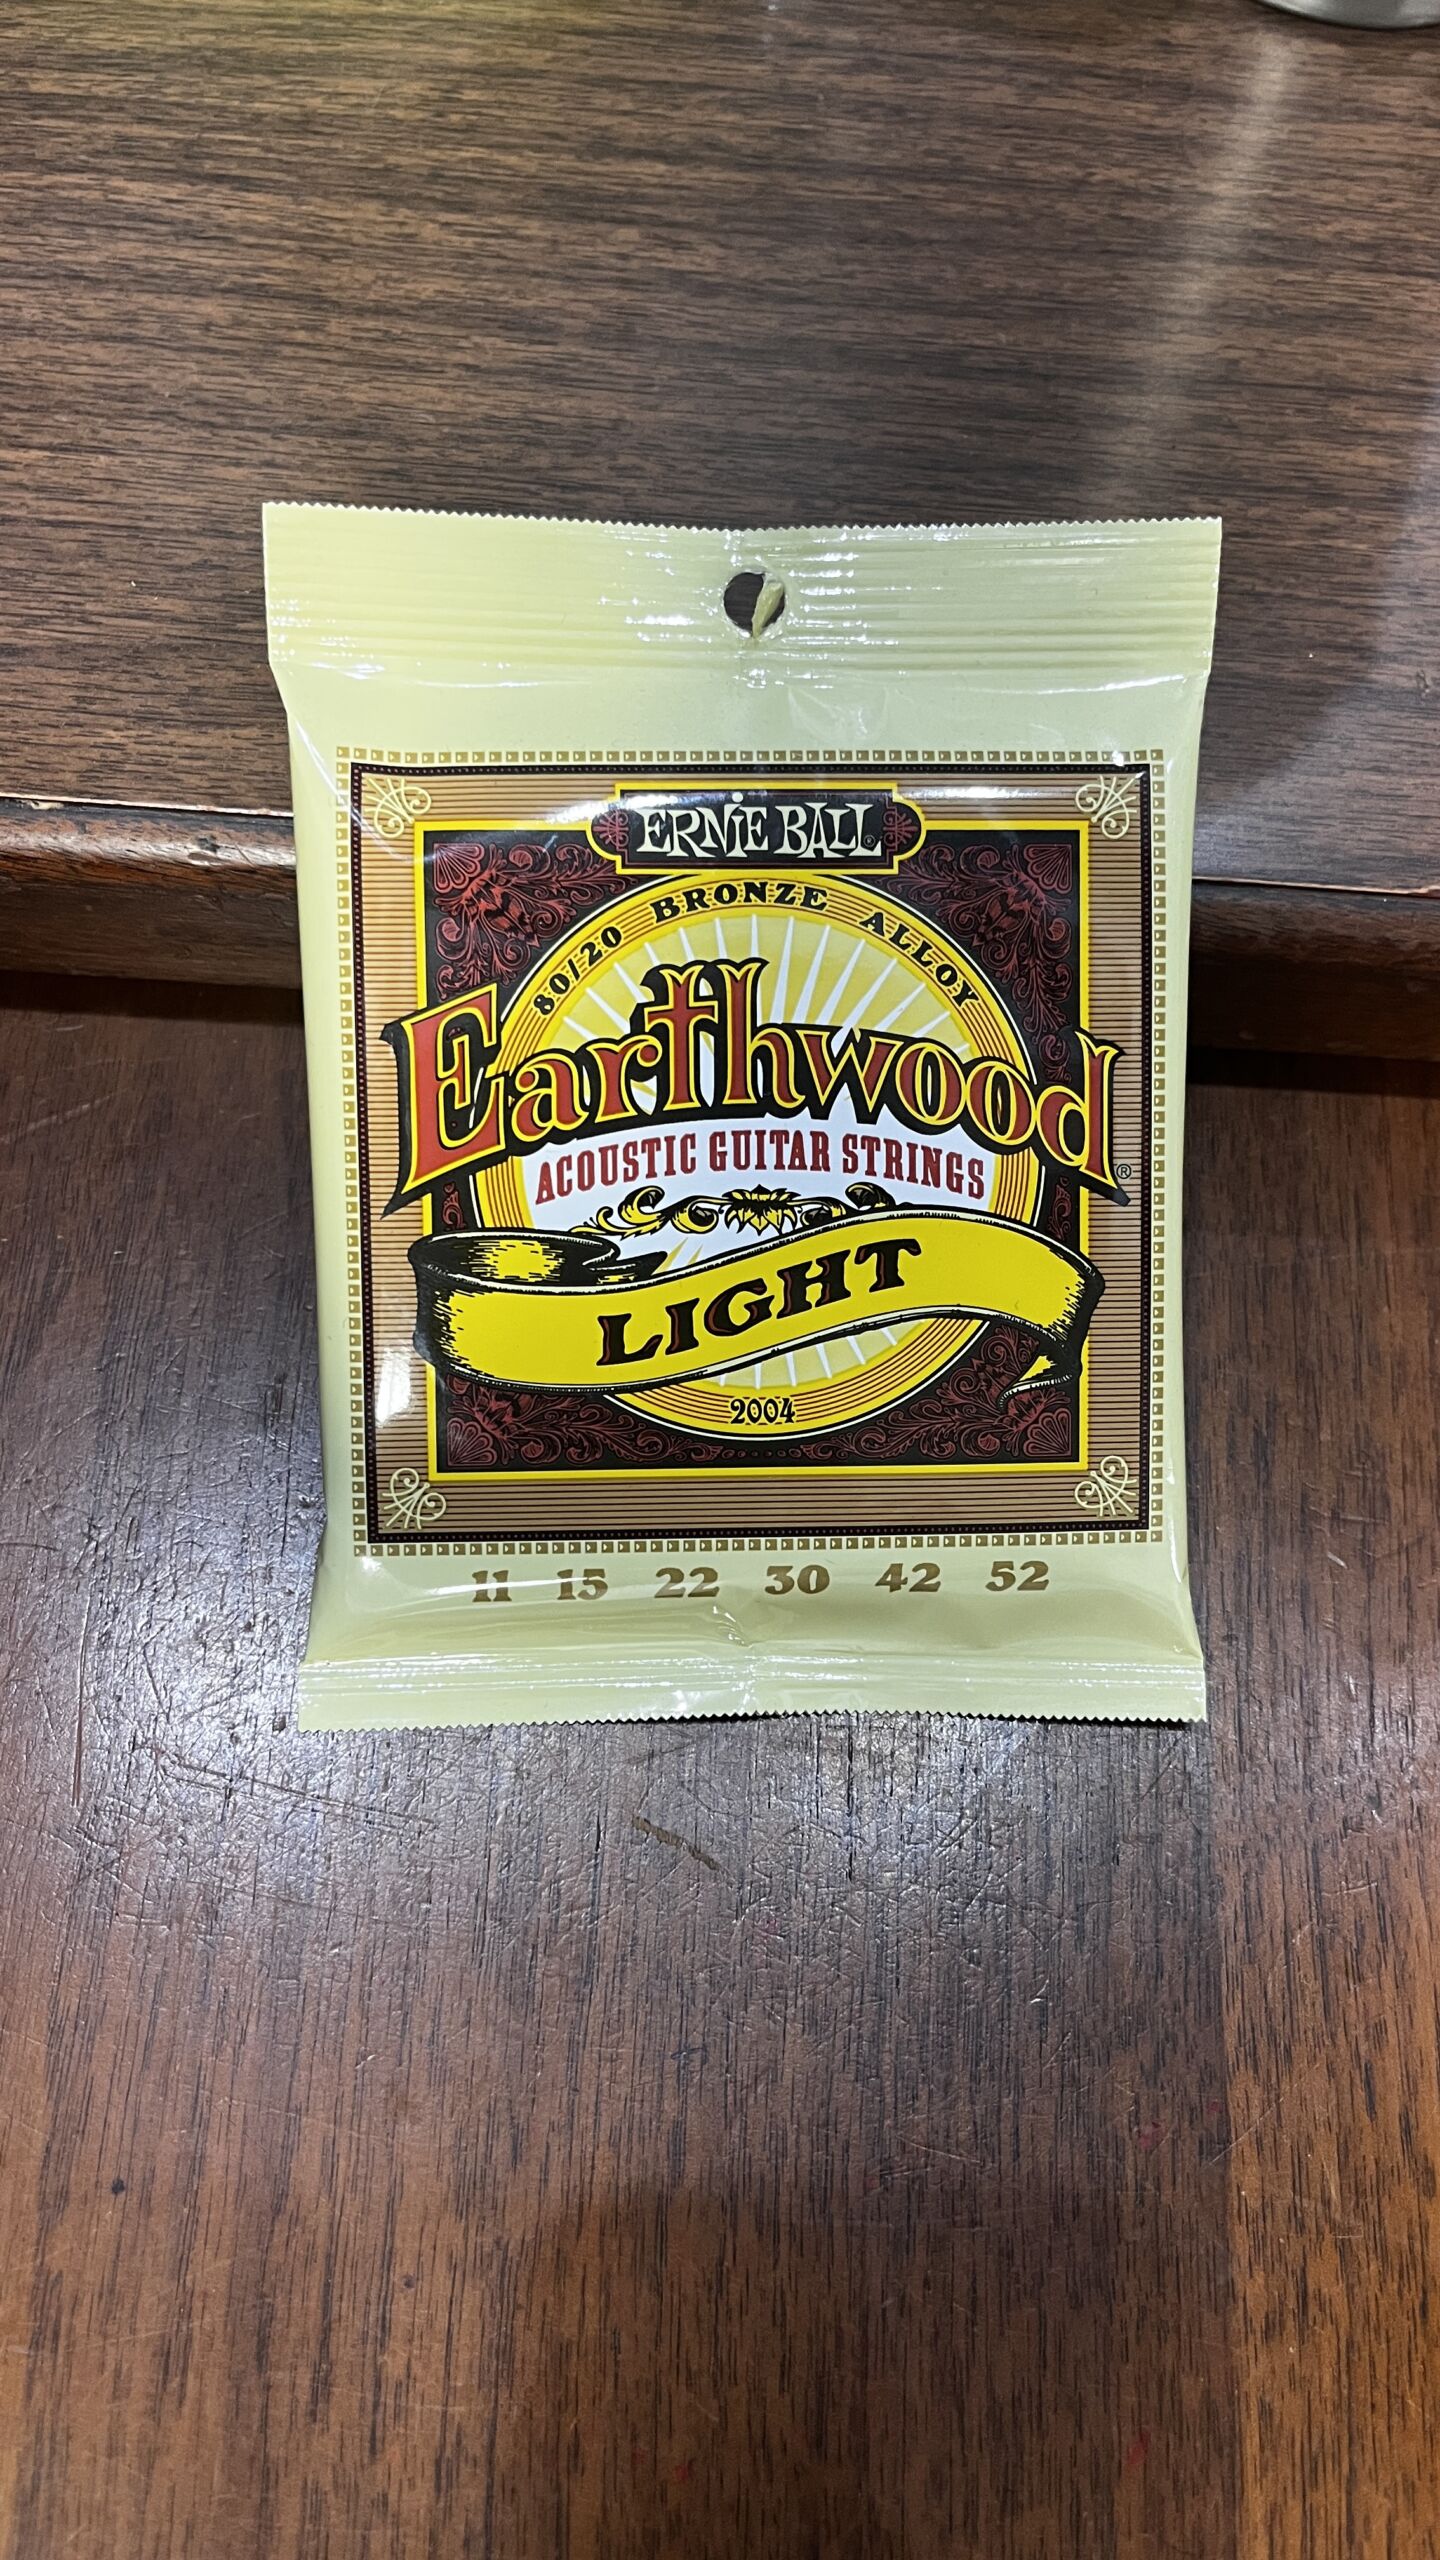 ERNIE BALL®
80/20 BRONZE ALLOY
Earthwood®
ACOUSTIC GUITAR STRINGS
LIGHT
2004
11 15 22 30 42 52